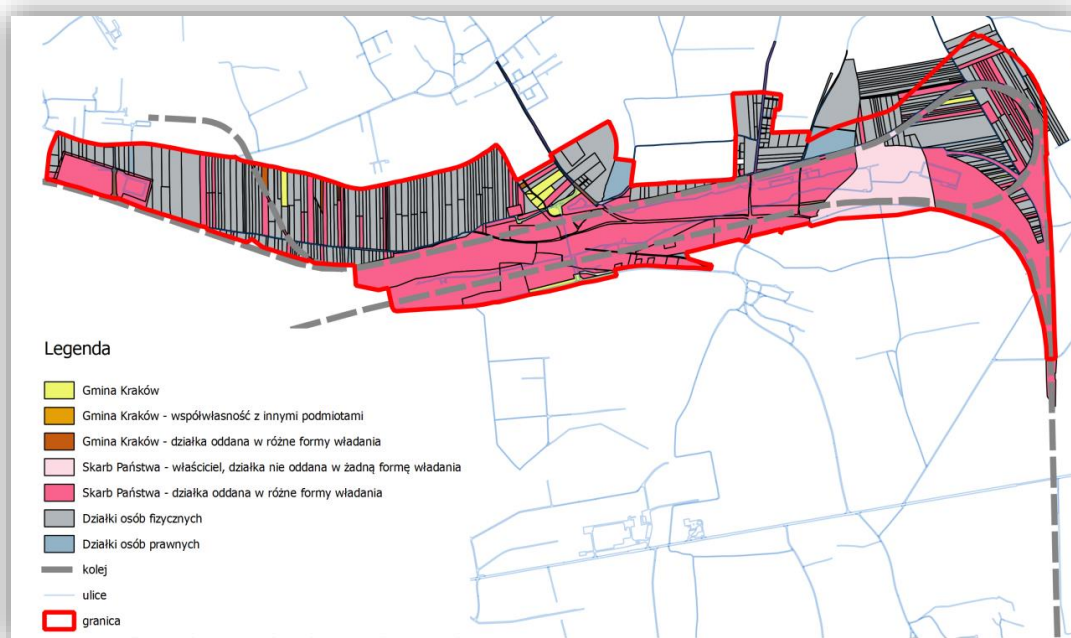 Legenda
Gmina Kraków
Gmina Kraków - współwłasność z innymi podmiotami
Gmina Kraków - działka oddana w różne formy władania
Skarb Państwa - właściciel, działka nie oddana w żadną formę władania
Skarb Państwa - działka oddana w różne formy władania
Działki osób fizycznych
Działki osób prawnych
kolej
ulice
granica